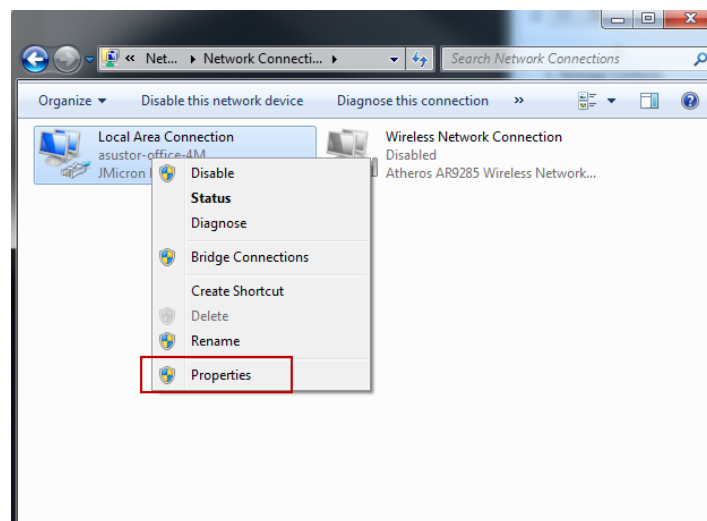 « Net... ▸ Network Connecti... ▸
Search Network Connections
Organize ▾ Disable this network device Diagnose this connection »
Local Area Connection
asustor-office-4M
JMicron
Wireless Network Connection
Disabled
Atheros AR9285 Wireless Network...
Disable
Status
Diagnose
Bridge Connections
Create Shortcut
Delete
Rename
Properties